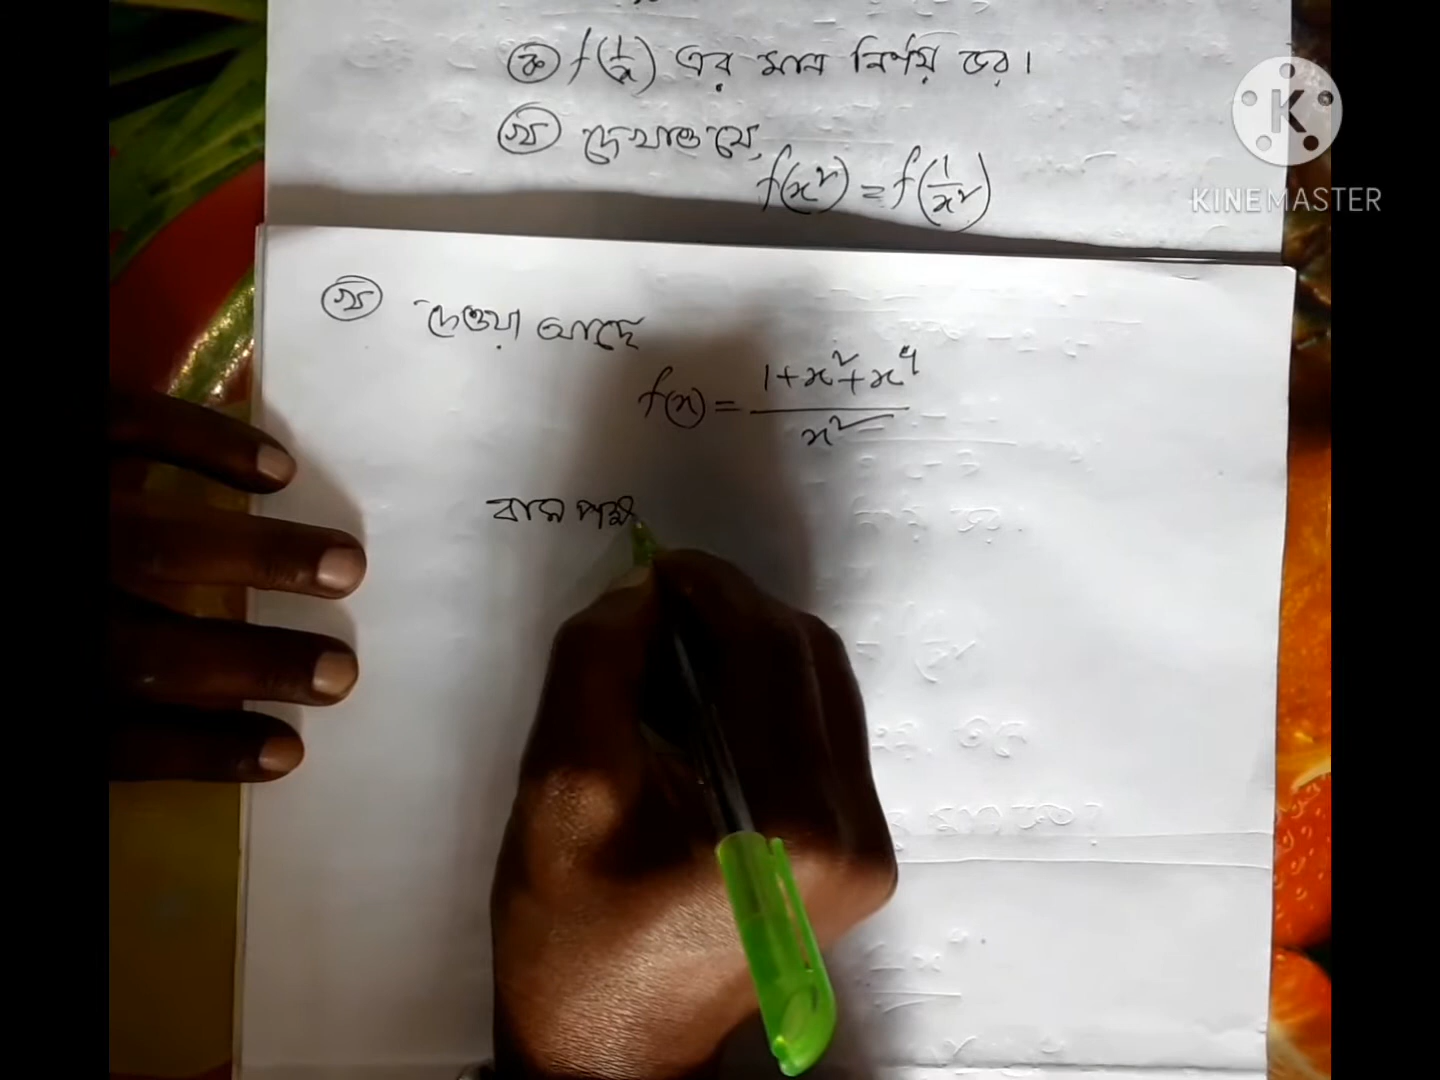 ক f(1/x) এর মান নির্ণয় কর।
খ দেখাও যে,
f(x²) = f(1/x²)
K
KINEMASTER
খ দেওয়া আছে
f(x) = (1+x²+x⁴)/x²
বাম পক্ষ